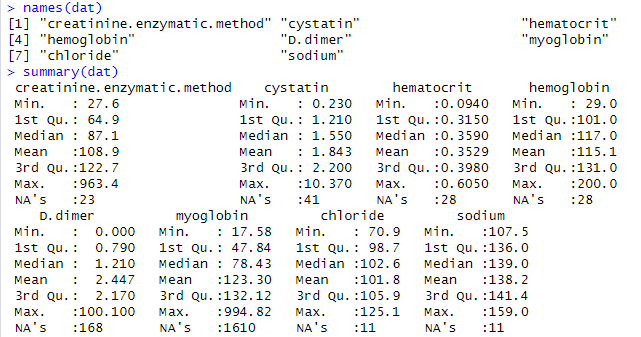 > names(dat)
[1] "creatinine.enzymatic.method" "cystatin" "hematocrit"
[4] "hemoglobin" "D.dimer" "myoglobin"
[7] "chloride" "sodium"
> summary(dat)
creatinine.enzymatic.method cystatin hematocrit hemoglobin
Min. : 27.6 Min. : 0.230 Min. :0.0940 Min. : 29.0
1st Qu.: 64.9 1st Qu.: 1.210 1st Qu.:0.3150 1st Qu.:101.0
Median : 87.1 Median : 1.550 Median :0.3590 Median :117.0
Mean :108.9 Mean : 1.843 Mean :0.3529 Mean :115.1
3rd Qu.:122.7 3rd Qu.: 2.200 3rd Qu.:0.3980 3rd Qu.:131.0
Max. :963.4 Max. :10.370 Max. :0.6050 Max. :200.0
NA's :23 NA's :41 NA's :28 NA's :28
D.dimer myoglobin chloride sodium
Min. : 0.000 Min. : 17.58 Min. : 70.9 Min. :107.5
1st Qu.: 0.790 1st Qu.: 47.84 1st Qu.: 98.7 1st Qu.:136.0
Median : 1.210 Median : 78.43 Median :102.6 Median :139.0
Mean : 2.447 Mean :123.30 Mean :101.8 Mean :138.2
3rd Qu.: 2.170 3rd Qu.:132.12 3rd Qu.:105.9 3rd Qu.:141.4
Max. :100.100 Max. :994.82 Max. :125.1 Max. :159.0
NA's :168 NA's :1610 NA's :11 NA's :11